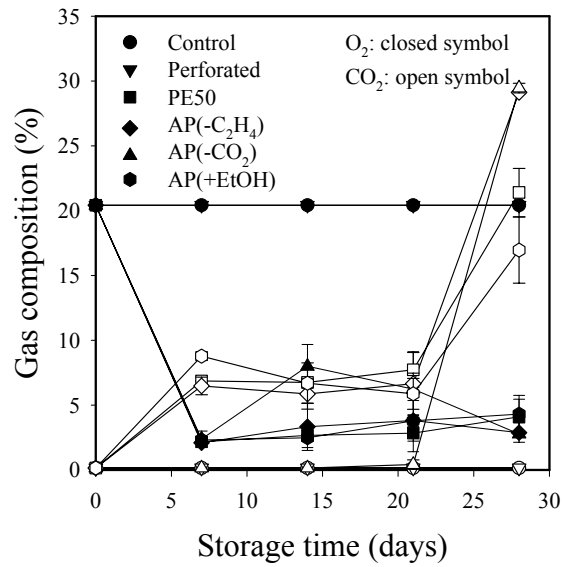 35
30
25
20
15
10
5
0
Gas composition (%)
Control
Perforated
PE50
AP(-C₂H₄)
AP(-CO₂)
AP(+EtOH)
O₂: closed symbol
CO₂: open symbol
0 5 10 15 20 25 30
Storage time (days)